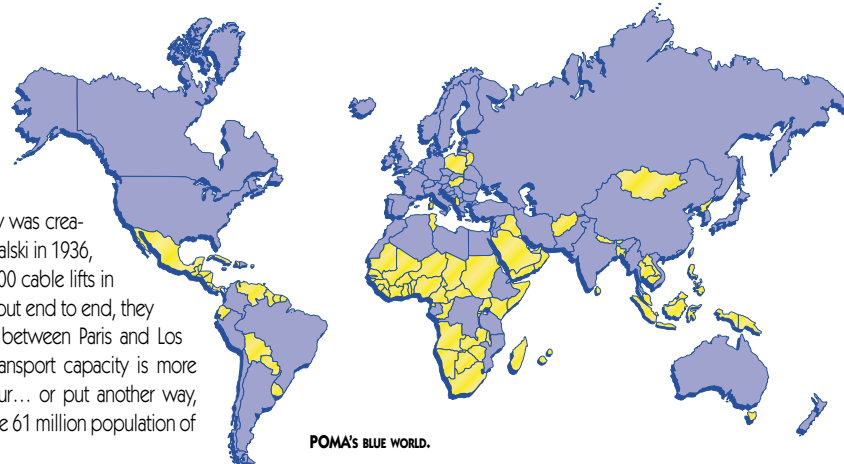 y was crea-
alski in 1936,
00 cable lifts in
out end to end, they
between Paris and Los
ansport capacity is more
ur… or put another way,
e 61 million population of
POMA's BLUE WORLD.